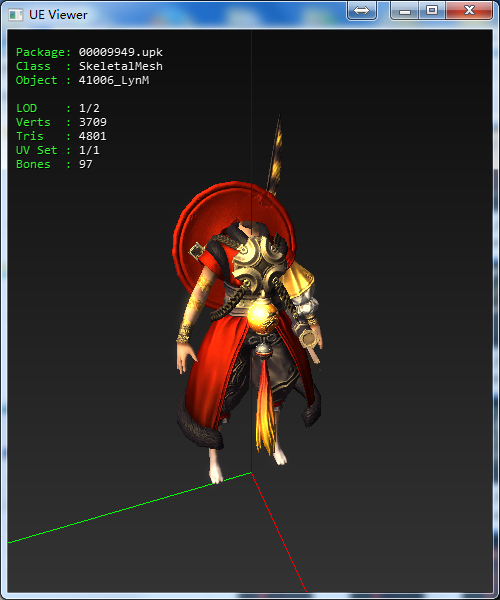 UE Viewer
Package: 00009949.upk
Class : SkeletalMesh
Object : 41006_LynM
LOD : 1/2
Verts : 3709
Tris : 4801
UV Set : 1/1
Bones : 97